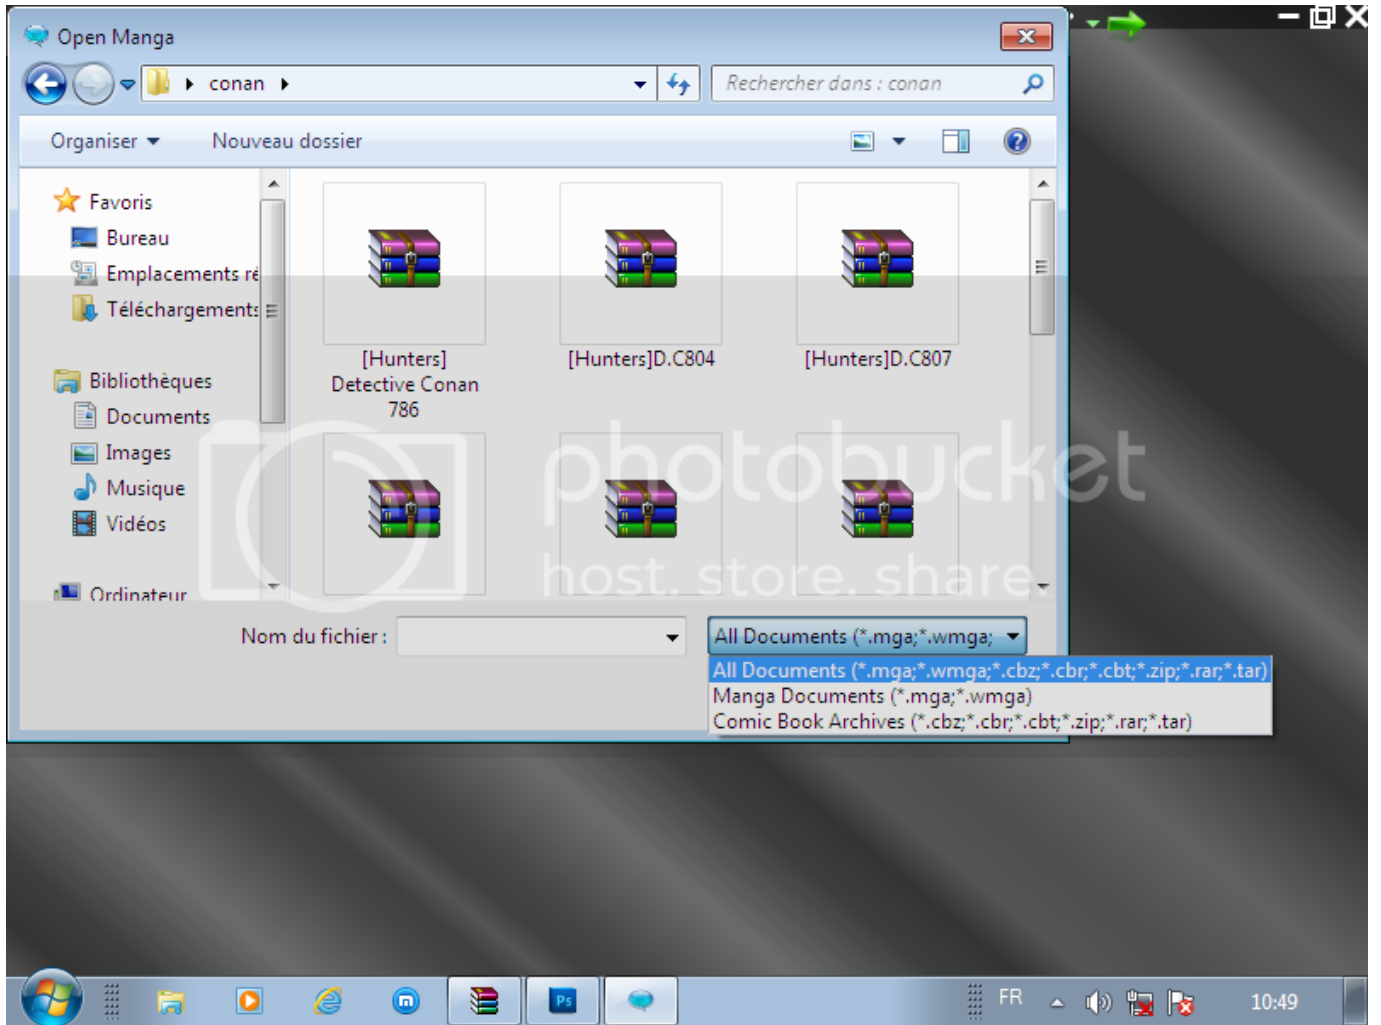 Open Manga
conan
Rechercher dans : conan
Organiser
Nouveau dossier
Favoris
Bureau
Emplacements ré
Téléchargements
Bibliothèques
Documents
Images
Musique
Vidéos
Ordinateur
[Hunters]
Detective Conan
786
[Hunters]D.C804
[Hunters]D.C807
photobucket
host. store. share.
Nom du fichier :
All Documents (*.mga;*.wmga;
All Documents (*.mga;*.wmga;*.cbz;*.cbr;*.cbt;*.zip;*.rar;*.tar)
Manga Documents (*.mga;*.wmga)
Comic Book Archives (*.cbz;*.cbr;*.cbt;*.zip;*.rar;*.tar)
Ps
FR
10:49